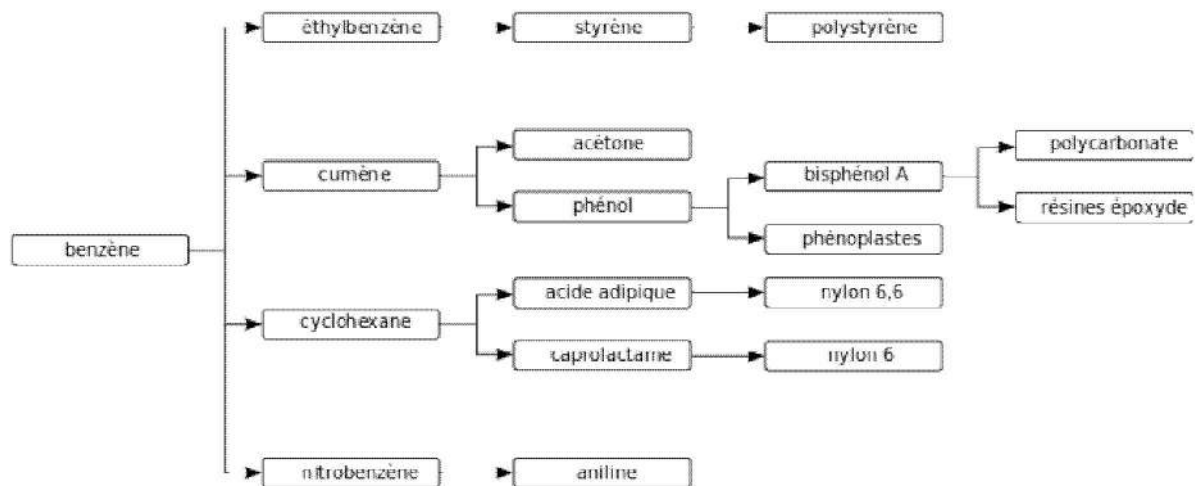 éthylbenzène
styrène
polystyrène
acétone
polycarbonate
cumène
bisphénol A
phénol
résines époxyde
benzène
phénoplastes
acide adipique
nylon 6,6
cyclohexane
caprolactame
nylon 6
nitrobenzène
aniline